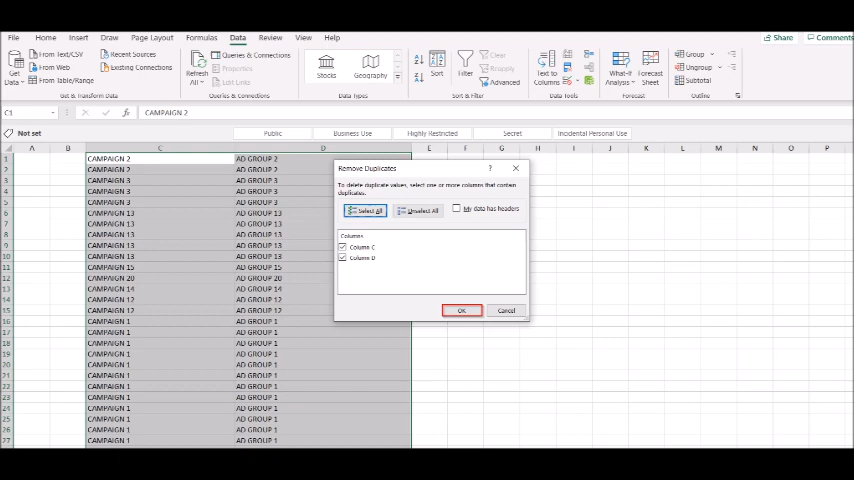 File Home Insert Draw Page Layout Formulas Data Review View Help Share Comments
Get Data From Text/CSV From Web From Table/Range Recent Sources Existing Connections
Get & Transform Data
Refresh All Queries & Connections Properties Edit Links
Queries & Connections
Stocks Geography
Data Types
Sort Filter Clear Reapply Advanced
Sort & Filter
Text to Columns
Data Tools
What-If Analysis Forecast Sheet
Forecast
Group Ungroup Subtotal
Outline
C1 fx CAMPAIGN 2
Not set Public Business Use Highly Restricted Secret Incidental Personal Use
A B C D E F G H I J K L M N O P
1 CAMPAIGN 2 AD GROUP 2
2 CAMPAIGN 2 AD GROUP 2
3 CAMPAIGN 3 AD GROUP 3
4 CAMPAIGN 3 AD GROUP 3
5 CAMPAIGN 3 AD GROUP 3
6 CAMPAIGN 13 AD GROUP 13
7 CAMPAIGN 13 AD GROUP 13
8 CAMPAIGN 13 AD GROUP 13
9 CAMPAIGN 13 AD GROUP 13
10 CAMPAIGN 13 AD GROUP 13
11 CAMPAIGN 15 AD GROUP 15
12 CAMPAIGN 20 AD GROUP 20
13 CAMPAIGN 14 AD GROUP 14
14 CAMPAIGN 12 AD GROUP 12
15 CAMPAIGN 12 AD GROUP 12
16 CAMPAIGN 1 AD GROUP 1
17 CAMPAIGN 1 AD GROUP 1
18 CAMPAIGN 1 AD GROUP 1
19 CAMPAIGN 1 AD GROUP 1
20 CAMPAIGN 1 AD GROUP 1
21 CAMPAIGN 1 AD GROUP 1
22 CAMPAIGN 1 AD GROUP 1
23 CAMPAIGN 1 AD GROUP 1
24 CAMPAIGN 1 AD GROUP 1
25 CAMPAIGN 1 AD GROUP 1
26 CAMPAIGN 1 AD GROUP 1
27 CAMPAIGN 1 AD GROUP 1
Remove Duplicates ? ×
To delete duplicate values, select one or more columns that contain
duplicates.
Select All Unselect All My data has headers
Columns
Column C
Column D
OK Cancel